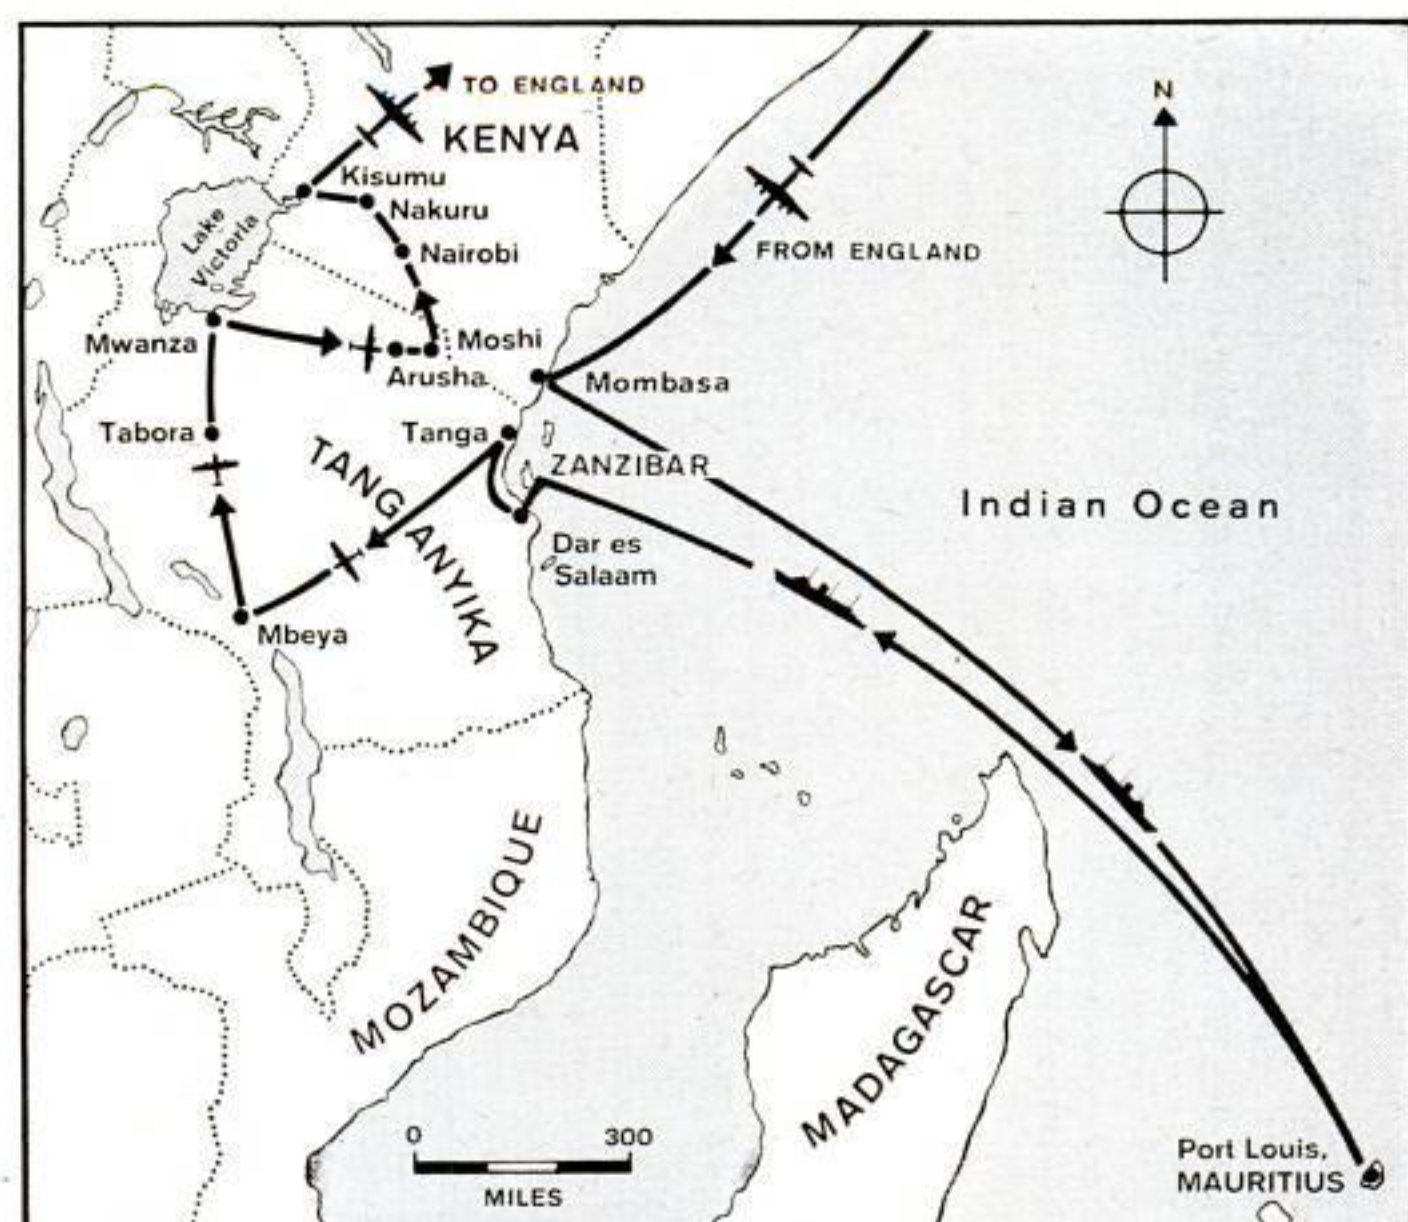 TO ENGLAND
N
KENYA
Kisumu
Nakuru
Lake
Victoria
Nairobi
FROM ENGLAND
Mwanza
Moshi
Arusha
Mombasa
Tabora
Tanga
ZANZIBAR
TANGANYIKA
Indian Ocean
Dar es
Salaam
Mbeya
MOZAMBIQUE
MADAGASCAR
0 300
MILES
Port Louis.
MAURITIUS